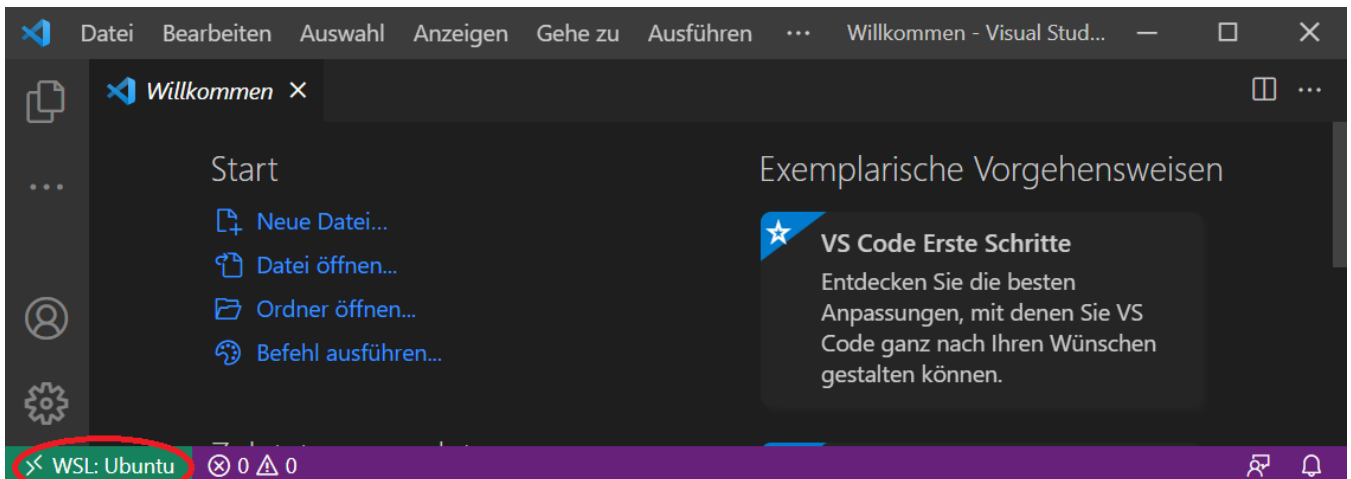 Datei Bearbeiten Auswahl Anzeigen Gehe zu Ausführen ··· Willkommen - Visual Stud...
Willkommen
Start
Neue Datei...
Datei öffnen...
Ordner öffnen...
Befehl ausführen...
Exemplarische Vorgehensweisen
VS Code Erste Schritte
Entdecken Sie die besten
Anpassungen, mit denen Sie VS
Code ganz nach Ihren Wünschen
gestalten können.
WSL: Ubuntu 0 0